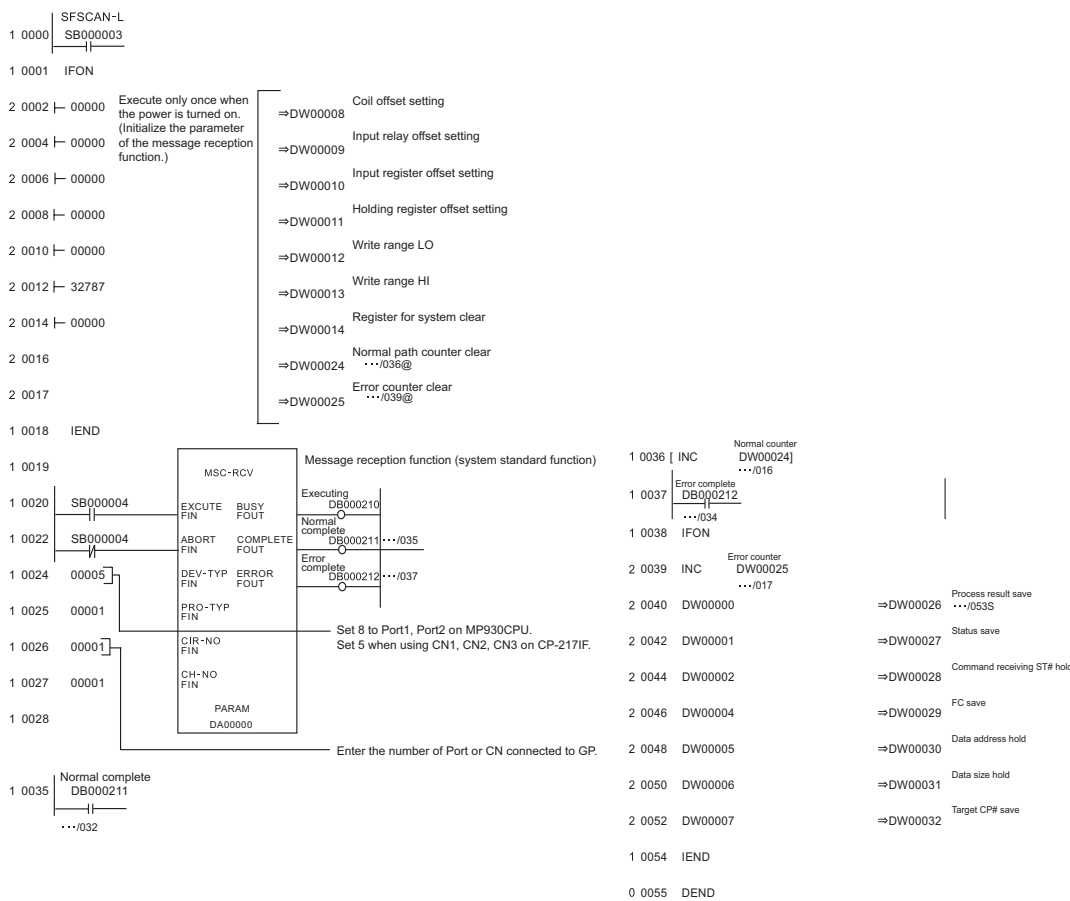 SFSCAN-L
1 0000 SB000003
1 0001 IFON
2 0002 00000 ⇒DW00008 Coil offset setting
Execute only once when
the power is turned on.
(Initialize the parameter
of the message reception
function.)
2 0004 00000 ⇒DW00009 Input relay offset setting
2 0006 00000 ⇒DW00010 Input register offset setting
2 0008 00000 ⇒DW00011 Holding register offset setting
2 0010 00000 ⇒DW00012 Write range LO
2 0012 32787 ⇒DW00013 Write range HI
2 0014 00000 ⇒DW00014 Register for system clear
2 0016 ⇒DW00024 Normal path counter clear
···/036@
2 0017 ⇒DW00025 Error counter clear
···/039@
1 0018 IEND
1 0019 MSC-RCV Message reception function (system standard function)
1 0020 SB000004 EXCUTE FIN BUSY FOUT Executing DB000210
1 0022 SB000004 ABORT FIN COMPLETE FOUT Normal complete DB000211 ···/035
1 0024 00005 DEV-TYP FIN ERROR FOUT Error complete DB000212 ···/037
1 0025 00001 PRO-TYP FIN
Set 8 to Port1, Port2 on MP930CPU.
Set 5 when using CN1, CN2, CN3 on CP-217IF.
1 0026 00001 CIR-NO FIN
1 0027 00001 CH-NO FIN
1 0028 PARAM
DA00000
Enter the number of Port or CN connected to GP.
Normal complete
1 0035 DB000211
···/032
Normal counter
1 0036 [ INC DW00024]
···/016
Error complete
1 0037 DB000212
···/034
1 0038 IFON
Error counter
2 0039 INC DW00025
···/017
2 0040 DW00000 ⇒DW00026 Process result save
···/053S
2 0042 DW00001 ⇒DW00027 Status save
2 0044 DW00002 ⇒DW00028 Command receiving ST# hold
2 0046 DW00004 ⇒DW00029 FC save
2 0048 DW00005 ⇒DW00030 Data address hold
2 0050 DW00006 ⇒DW00031 Data size hold
2 0052 DW00007 ⇒DW00032 Target CP# save
1 0054 IEND
0 0055 DEND